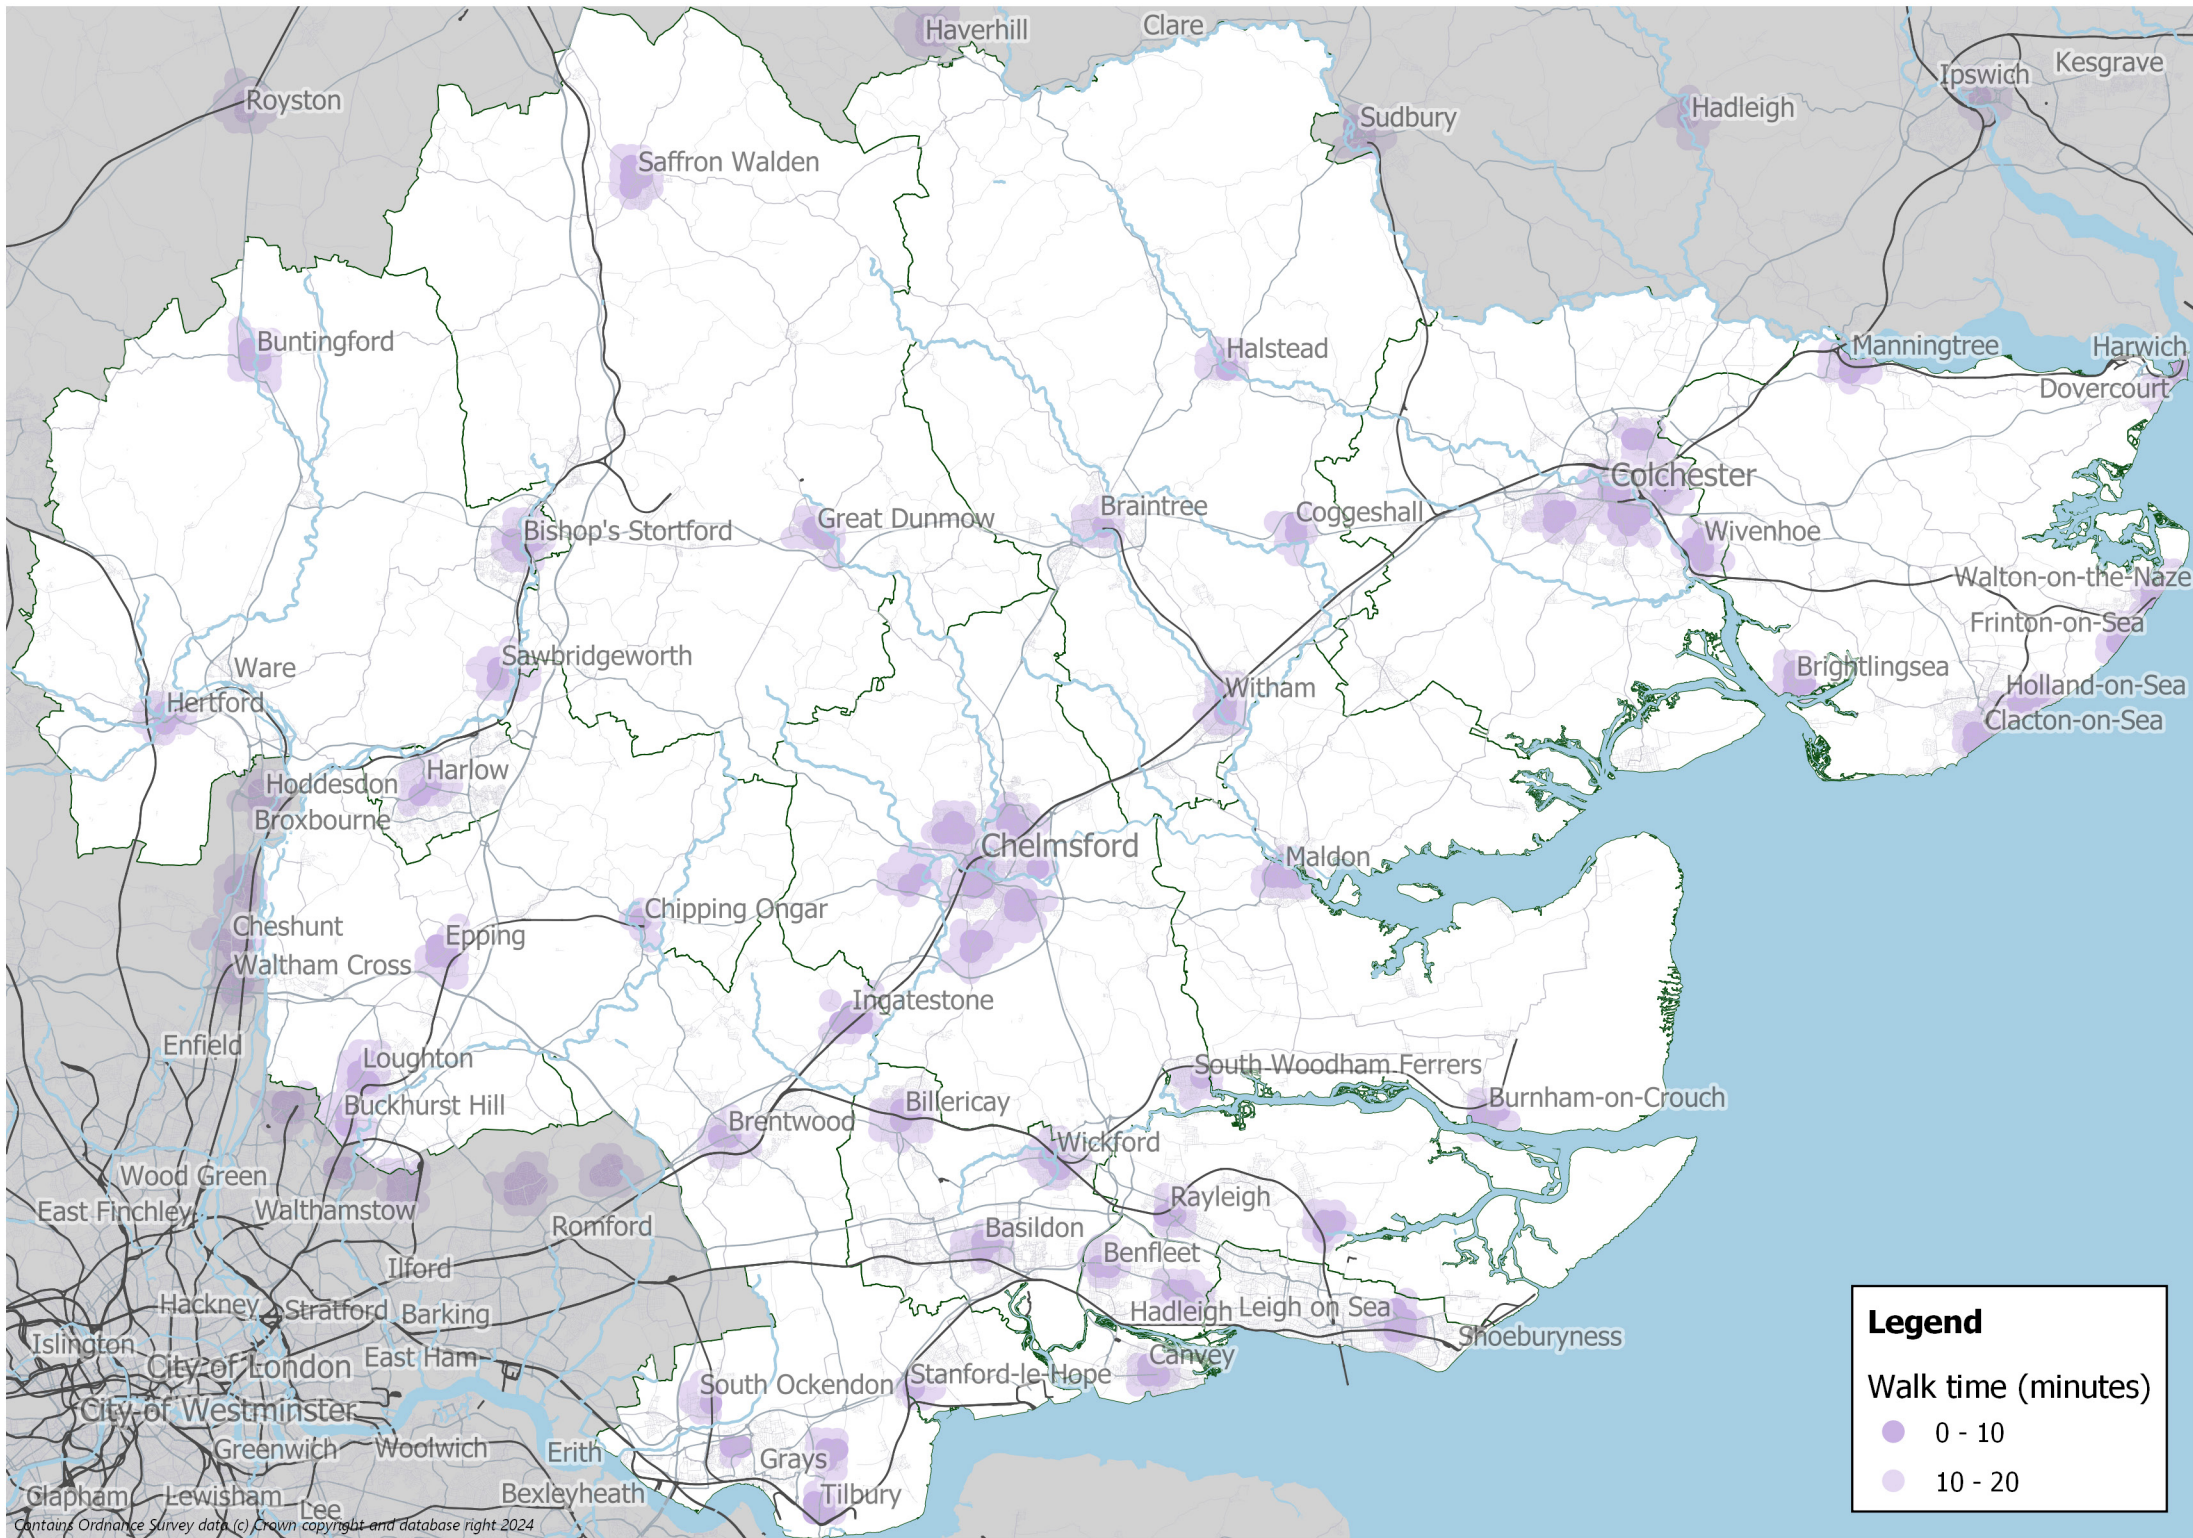 Haverhill
Clare
Kesgrave
Ipswich
Royston
Hadleigh
Sudbury
Saffron Walden
Buntingford
Halstead
Manningtree
Harwich
Dovercourt
Colchester
Braintree
Coggeshall
Great Dunmow
Bishop's Stortford
Wivenhoe
Walton-on-the-Naze
Frinton-on-Sea
Sawbridgeworth
Ware
Brightlingsea
Holland-on-Sea
Witham
Hertford
Clacton-on-Sea
Harlow
Hoddesdon
Broxbourne
Chelmsford
Maldon
Chipping Ongar
Cheshunt
Epping
Waltham Cross
Ingatestone
Enfield
Loughton
South Woodham Ferrers
Buckhurst Hill
Billericay
Burnham-on-Crouch
Brentwood
Wickford
Wood Green
Rayleigh
East Finchley
Walthamstow
Romford
Basildon
Benfleet
Ilford
Hackney
Stratford
Barking
Hadleigh
Leigh on Sea
Shoeburyness
Islington
City of London
East Ham
Canvey
Stanford-le-Hope
South Ockendon
City of Westminster
Greenwich
Woolwich
Erith
Grays
Clapham
Lewisham
Lee
Bexleyheath
Tilbury
Legend
Walk time (minutes)
0 - 10
10 - 20
Contains Ordnance Survey data (c) Crown copyright and database right 2024